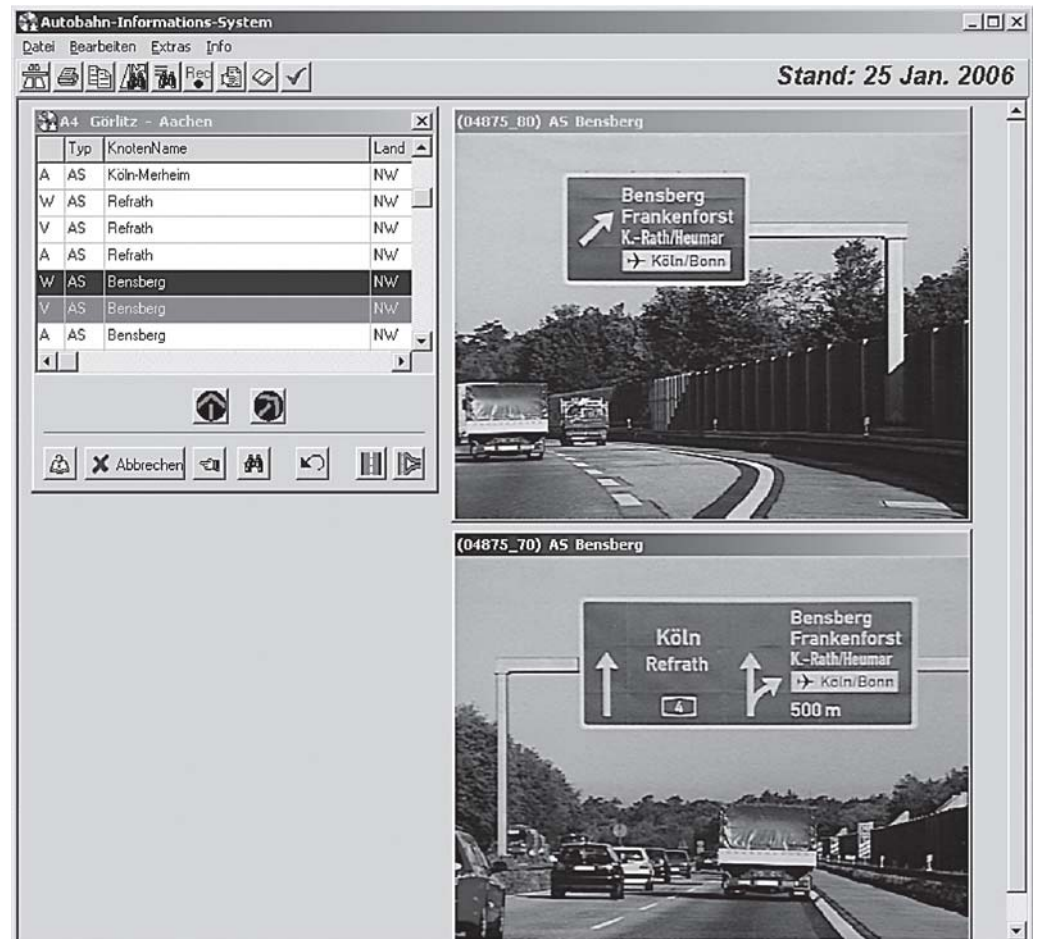 Autobahn-Informations-System
Datei Bearbeiten Extras Info
Rec
Stand: 25 Jan. 2006
A4 Görlitz - Aachen
Typ KnotenName Land
A AS Köln-Merheim NW
W AS Refrath NW
V AS Refrath NW
A AS Refrath NW
W AS Bensberg NW
V AS Bensberg NW
A AS Bensberg NW
Abbrechen
(04875_80) AS Bensberg
Bensberg
Frankenforst
K.-Rath/Heumar
Köln/Bonn
(04875_70) AS Bensberg
Köln
Refrath
4
Bensberg
Frankenforst
K.-Rath/Heumar
Köln/Bonn
500 m